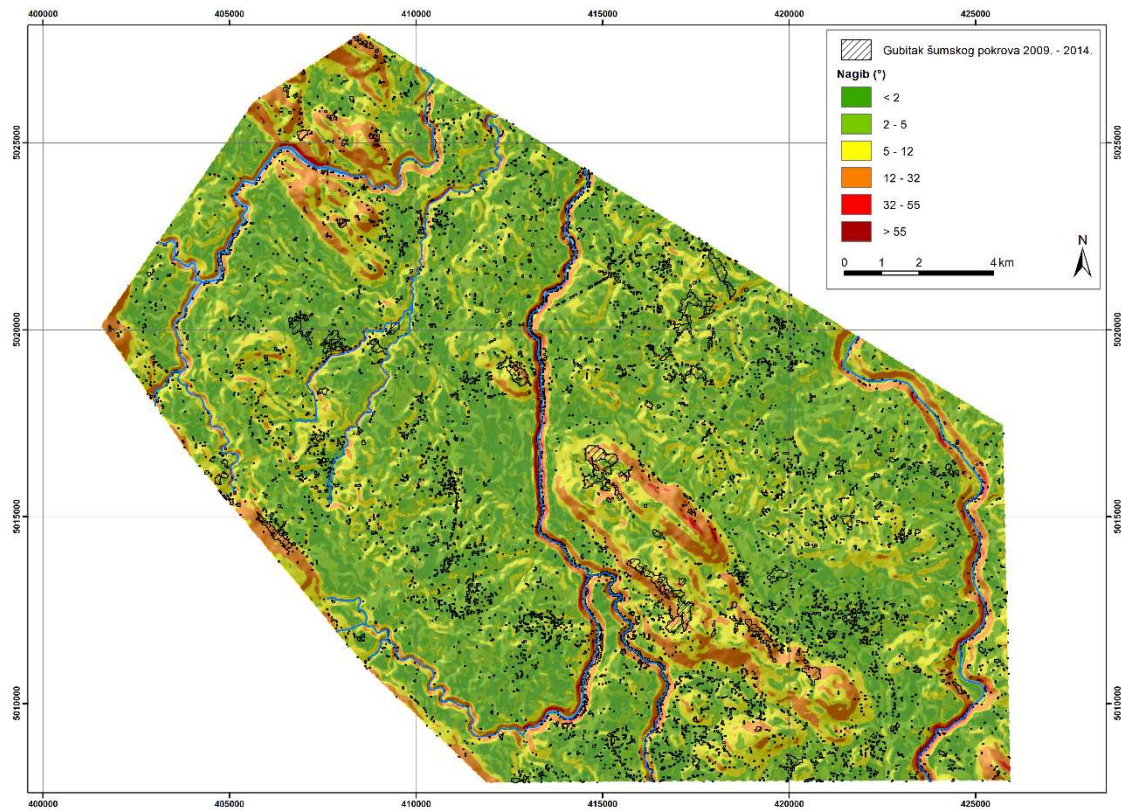 400000 405000 410000 415000 420000 425000
Gubitak šumskog pokrova 2009. - 2014.
Nagib (°)
< 2
2 - 5
5 - 12
12 - 32
32 - 55
> 55
N
0 1 2 4 km
5025000 5025000
5020000 5020000
5015000 5015000
5010000 5010000
400000 405000 410000 415000 420000 425000